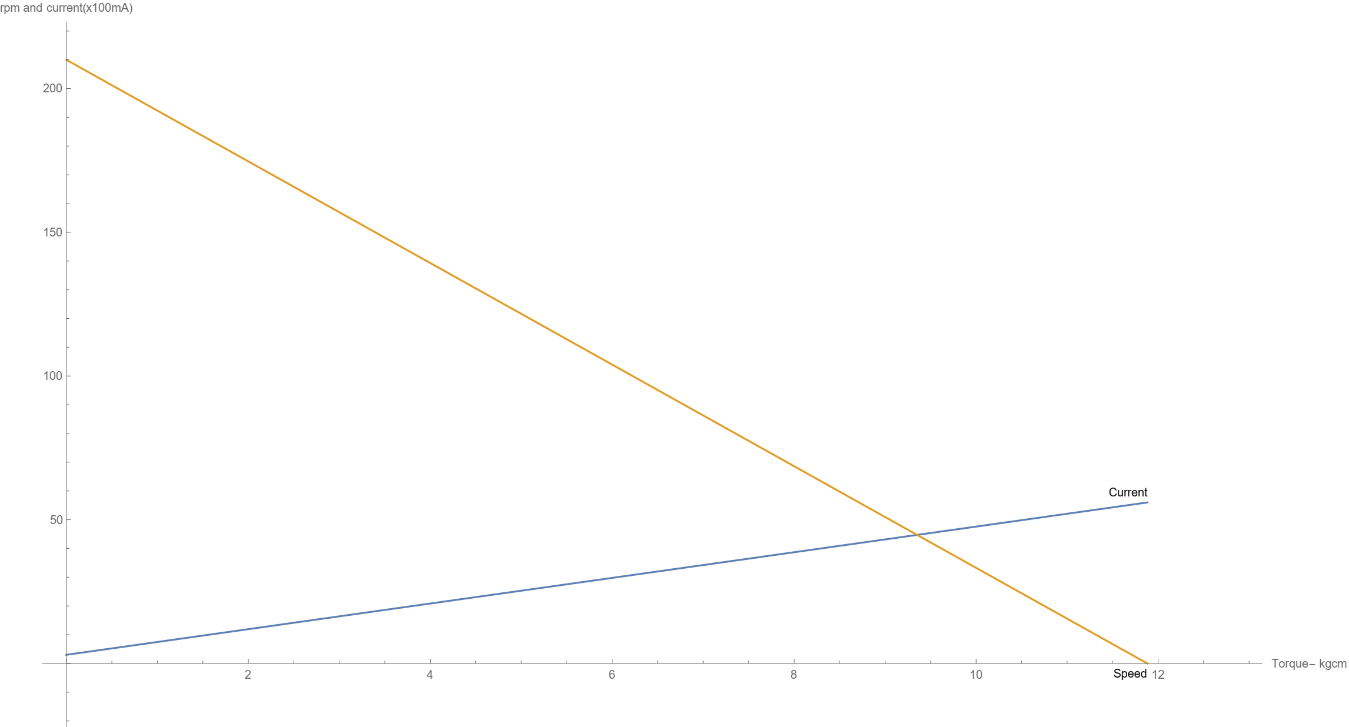 rpm and current(x100mA)
200
150
100
50
Current
Torque- kgcm
Speed
2
4
6
8
10
12